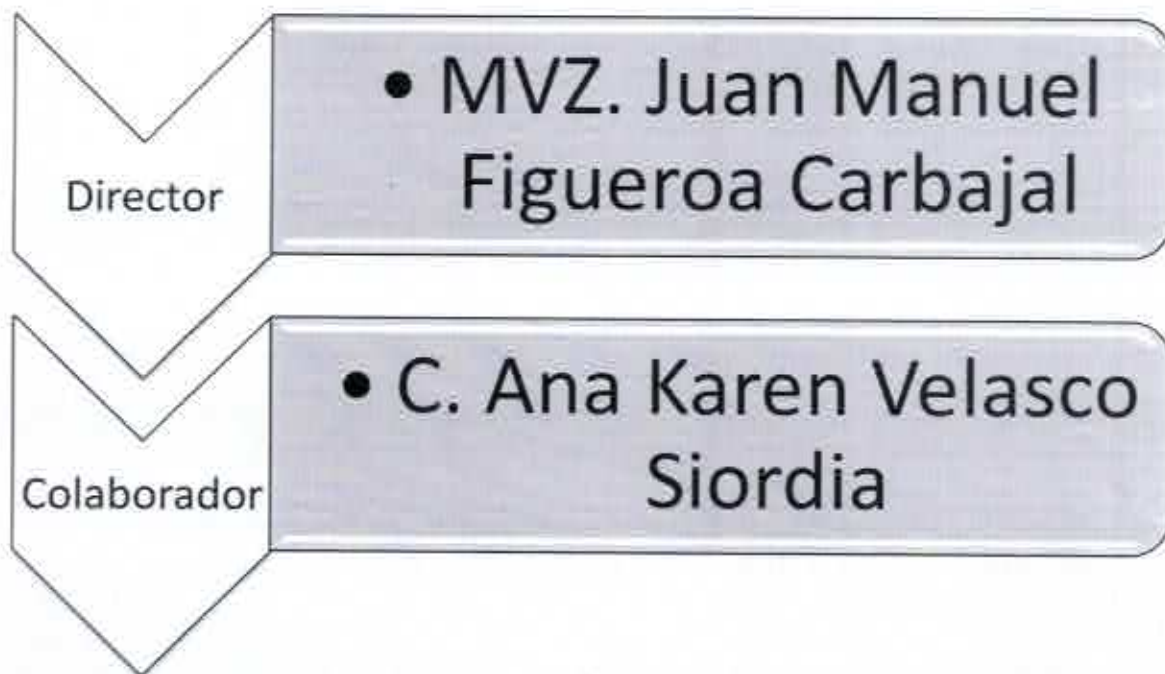 Director
• MVZ. Juan Manuel
Figueroa Carbajal
Colaborador
• C. Ana Karen Velasco
Siordia